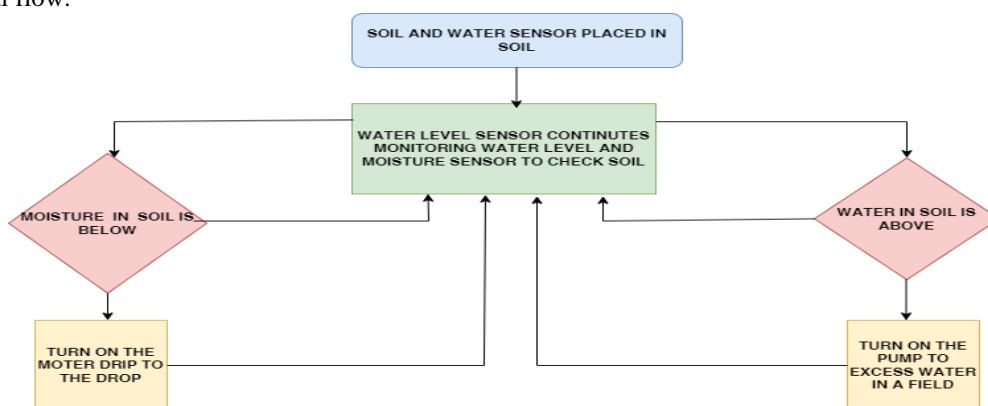 SOIL AND WATER SENSOR PLACED IN
SOIL
WATER LEVEL SENSOR CONTINUTES
MONITORING WATER LEVEL AND
MOISTURE SENSOR TO CHECK SOIL
MOISTURE IN SOIL IS
BELOW
WATER IN SOIL IS
ABOVE
TURN ON THE
MOTER DRIP TO
THE DROP
TURN ON THE
PUMP TO
EXCESS WATER
IN A FIELD